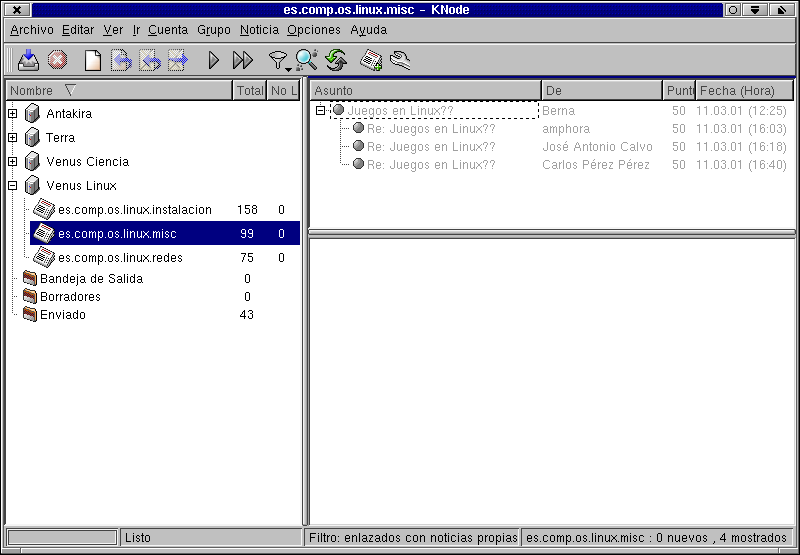 es.comp.os.linux.misc - KNode
Archivo Editar Ver Ir Cuenta Grupo Noticia Opciones Ayuda
Nombre Total No L
Antakira
Terra
Venus Ciencia
Venus Linux
es.comp.os.linux.instalacion 158 0
es.comp.os.linux.misc 99 0
es.comp.os.linux.redes 75 0
Bandeja de Salida 0
Borradores 0
Enviado 43
Asunto De Puntu Fecha (Hora)
Juegos en Linux?? Berna 50 11.03.01 (12:25)
Re: Juegos en Linux?? amphora 50 11.03.01 (16:03)
Re: Juegos en Linux?? José Antonio Calvo 50 11.03.01 (16:18)
Re: Juegos en Linux?? Carlos Pérez Pérez 50 11.03.01 (16:40)
Listo
Filtro: enlazados con noticias propias
es.comp.os.linux.misc : 0 nuevos , 4 mostrados